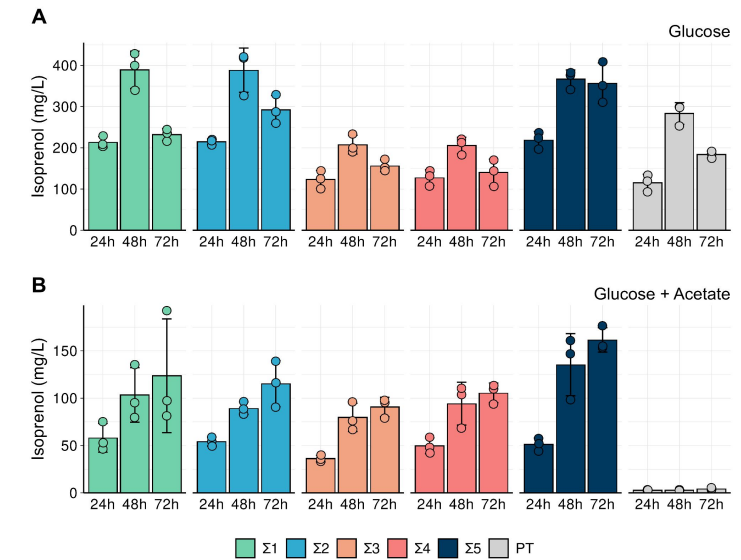 A
Glucose
Isoprenol (mg/L)
400
300
200
100
0
24h 48h 72h 24h 48h 72h 24h 48h 72h 24h 48h 72h 24h 48h 72h 24h 48h 72h
B
Glucose + Acetate
Isoprenol (mg/L)
150
100
50
0
24h 48h 72h 24h 48h 72h 24h 48h 72h 24h 48h 72h 24h 48h 72h 24h 48h 72h
Σ1 Σ2 Σ3 Σ4 Σ5 PT